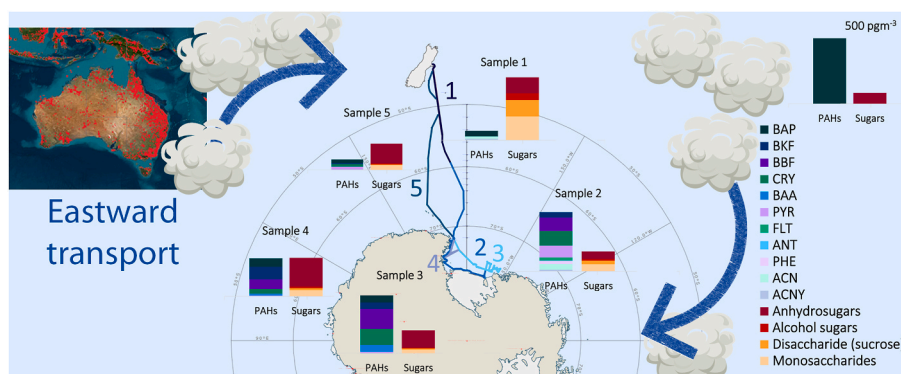 500 pgm-3
PAHs
Sugars
Eastward
transport
Sample 1
PAHs
Sugars
1
Sample 5
PAHs
Sugars
5
Sample 2
PAHs
Sugars
2
3
4
Sample 4
PAHs
Sugars
Sample 3
PAHs
Sugars
BAP
BKF
BBF
CRY
BAA
PYR
FLT
ANT
PHE
ACN
ACNY
Anhydrosugars
Alcohol sugars
Disaccharide (sucrose
Monosaccharides